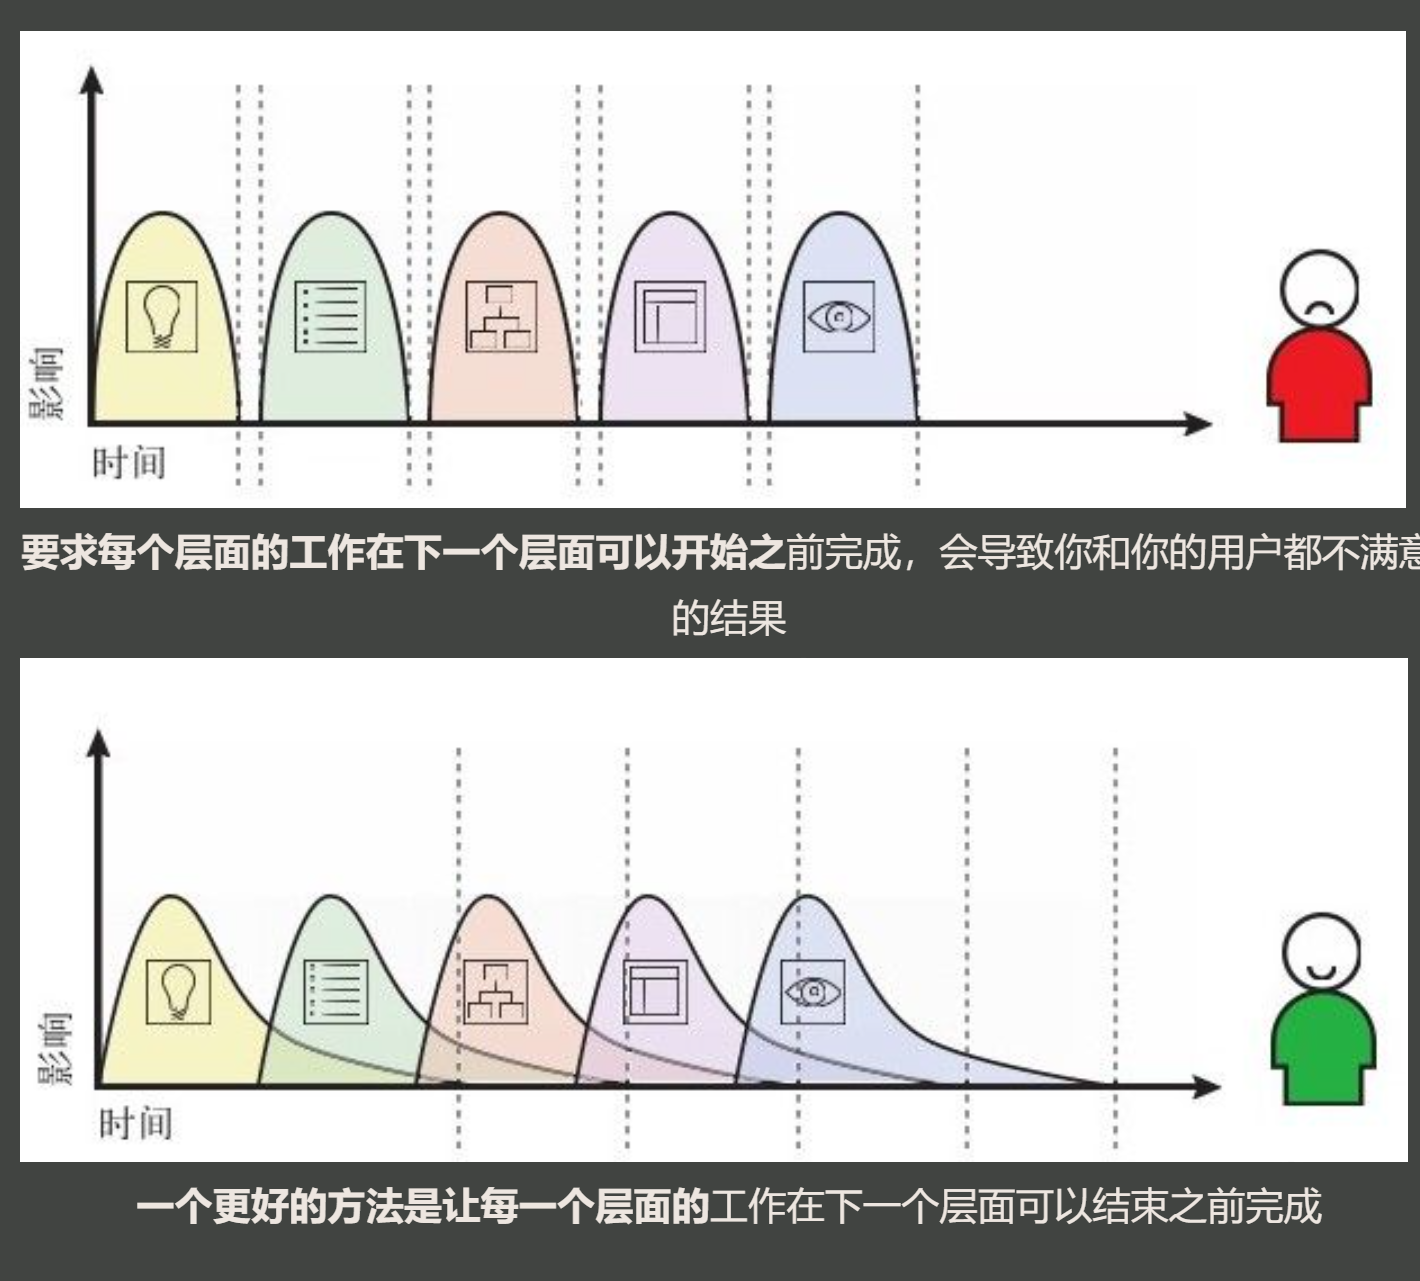 影响
时间
要求每个层面的工作在下一个层面可以开始之前完成，会导致你和你的用户都不满意
的结果
影响
时间
一个更好的方法是让每一个层面的工作在下一个层面可以结束之前完成